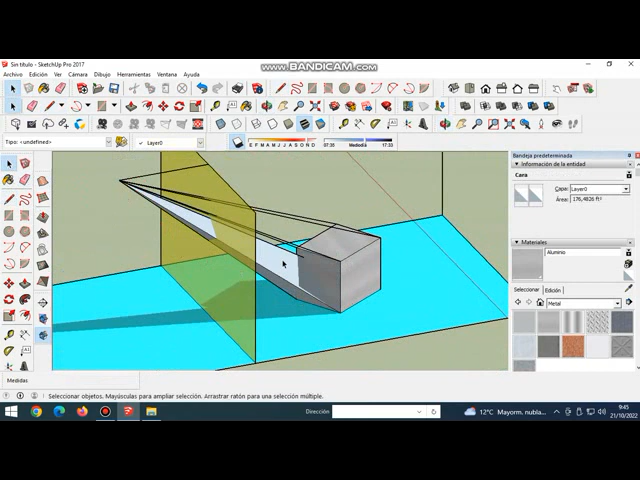 www.BANDICAM.com
Sin título - SketchUp Pro 2017
Archivo Edición Ver Cámara Dibujo Herramientas Ventana Ayuda
Tipo: <undefined>
Layer0
E F M A M J J A S O N D
07:35 Mediodía 17:33
Bandeja predeterminada
Información de la entidad
Cara
Capa: Layer0
Área: 176,4826 ft²
Materiales
Aluminio
Seleccionar Edición
Metal
Medidas
Seleccionar objetos. Mayúsculas para ampliar selección. Arrastrar ratón para una selección múltiple.
Dirección
12°C Mayorm. nubla...
9:45
21/10/2022